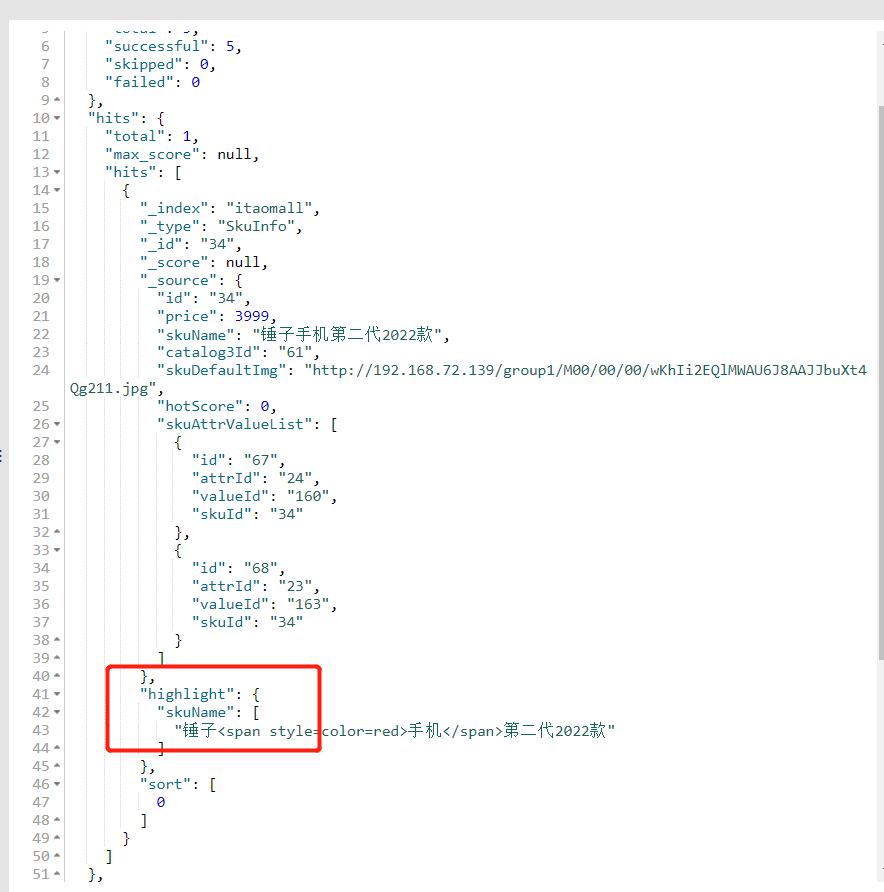 6 "successful": 5,
7 "skipped": 0,
8 "failed": 0
9 },
10 "hits": {
11 "total": 1,
12 "max_score": null,
13 "hits": [
14 {
15 "_index": "itaomall",
16 "_type": "SkuInfo",
17 "_id": "34",
18 "_score": null,
19 "_source": {
20 "id": "34",
21 "price": 3999,
22 "skuName": "锤子手机第二代2022款",
23 "catalog3Id": "61",
24 "skuDefaultImg": "http://192.168.72.139/group1/M00/00/00/wKhIi2EQlMWAU6J8AAJJbuXt4
Qg211.jpg",
25 "hotScore": 0,
26 "skuAttrValueList": [
27 {
28 "id": "67",
29 "attrId": "24",
30 "valueId": "160",
31 "skuId": "34"
32 },
33 {
34 "id": "68",
35 "attrId": "23",
36 "valueId": "163",
37 "skuId": "34"
38 }
39 ]
40 },
41 "highlight": {
42 "skuName": [
43 "锤子<span style=color=red>手机</span>第二代2022款"
44 ]
45 },
46 "sort": [
47 0
48 ]
49 }
50 ]
51 },